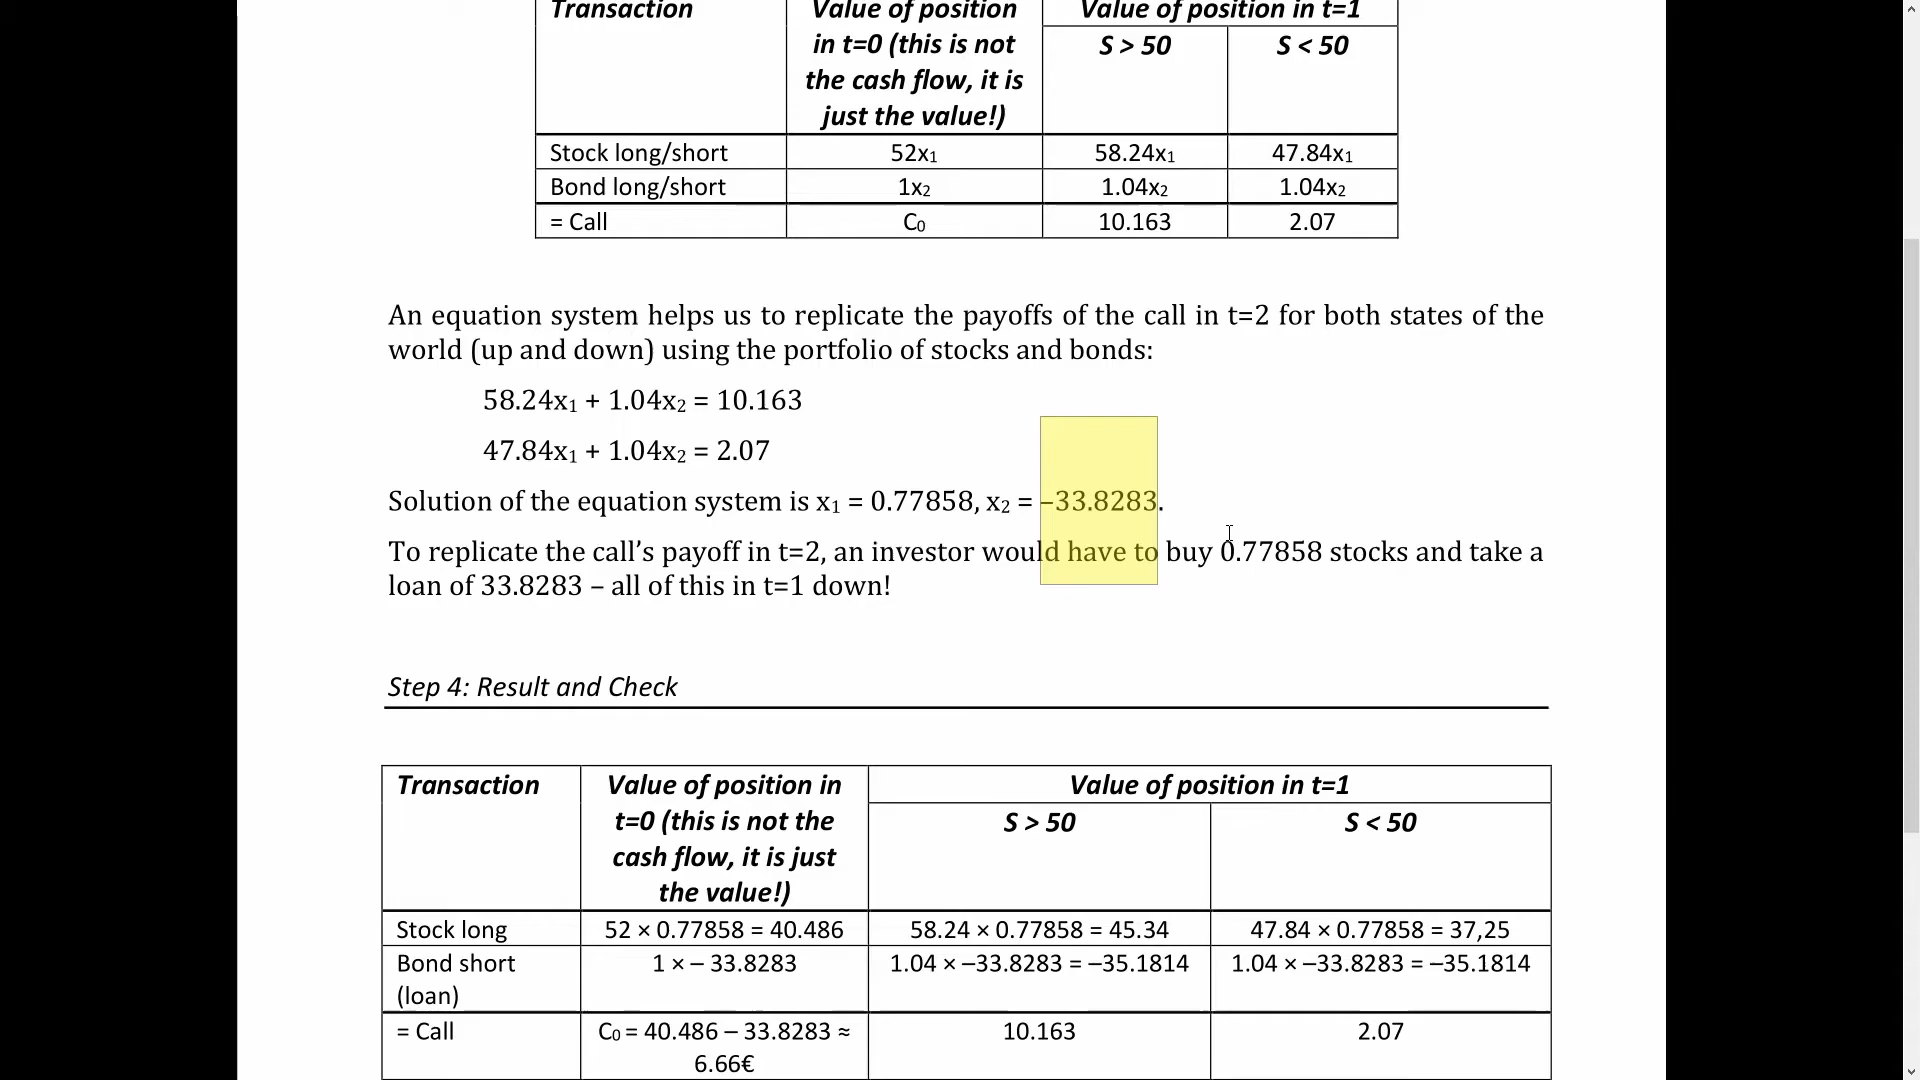 Transaction Value of position Value of position in t=1
in t=0 (this is not S > 50 S < 50
the cash flow, it is
just the value!)
Stock long/short 52x1 58.24x1 47.84x1
Bond long/short 1x2 1.04x2 1.04x2
= Call C0 10.163 2.07
An equation system helps us to replicate the payoffs of the call in t=2 for both states of the
world (up and down) using the portfolio of stocks and bonds:
58.24x1 + 1.04x2 = 10.163
47.84x1 + 1.04x2 = 2.07
Solution of the equation system is x1 = 0.77858, x2 = –33.8283.
To replicate the call’s payoff in t=2, an investor would have to buy 0.77858 stocks and take a
loan of 33.8283 – all of this in t=1 down!
Step 4: Result and Check
Transaction Value of position in Value of position in t=1
t=0 (this is not the S > 50 S < 50
cash flow, it is just
the value!)
Stock long 52 × 0.77858 = 40.486 58.24 × 0.77858 = 45.34 47.84 × 0.77858 = 37,25
Bond short 1 × – 33.8283 1.04 × –33.8283 = –35.1814 1.04 × –33.8283 = –35.1814
(loan)
= Call C0 = 40.486 – 33.8283 ≈ 10.163 2.07
6.66€